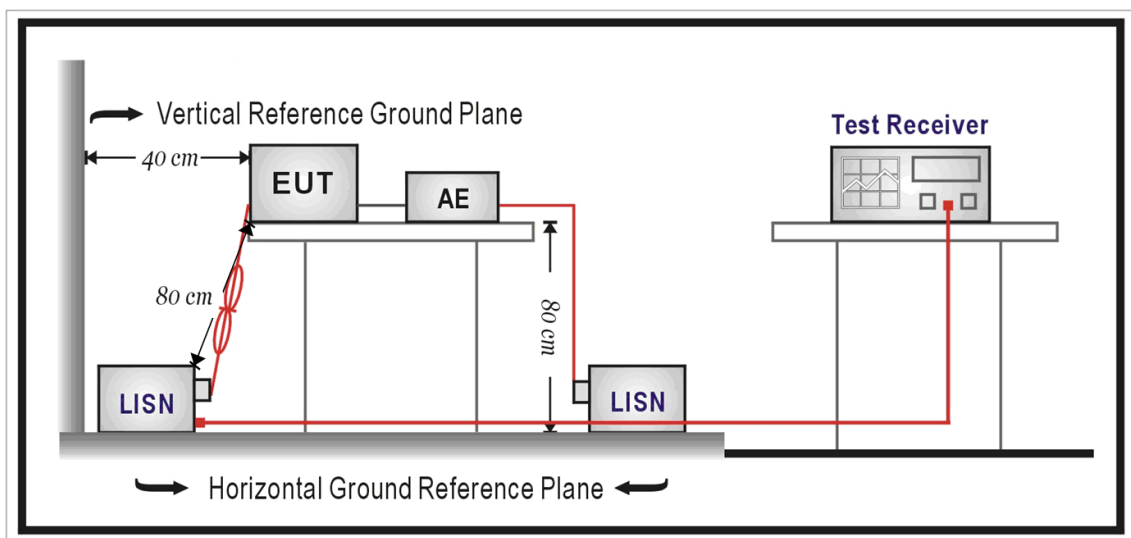 Vertical Reference Ground Plane
Test Receiver
40 cm
EUT
AE
80 cm
80 cm
LISN
LISN
Horizontal Ground Reference Plane